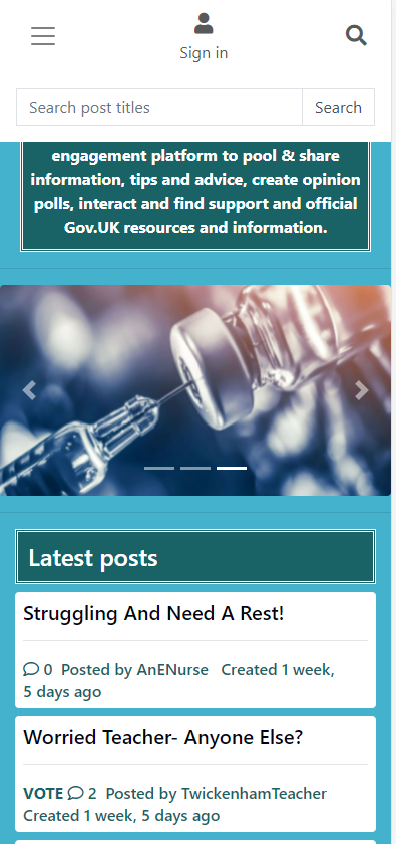 Sign in
Search post titles
Search
engagement platform to pool & share
information, tips and advice, create opinion
polls, interact and find support and official
Gov.UK resources and information.
Latest posts
Struggling And Need A Rest!
0 Posted by AnENurse Created 1 week,
5 days ago
Worried Teacher- Anyone Else?
VOTE 2 Posted by TwickenhamTeacher
Created 1 week, 5 days ago